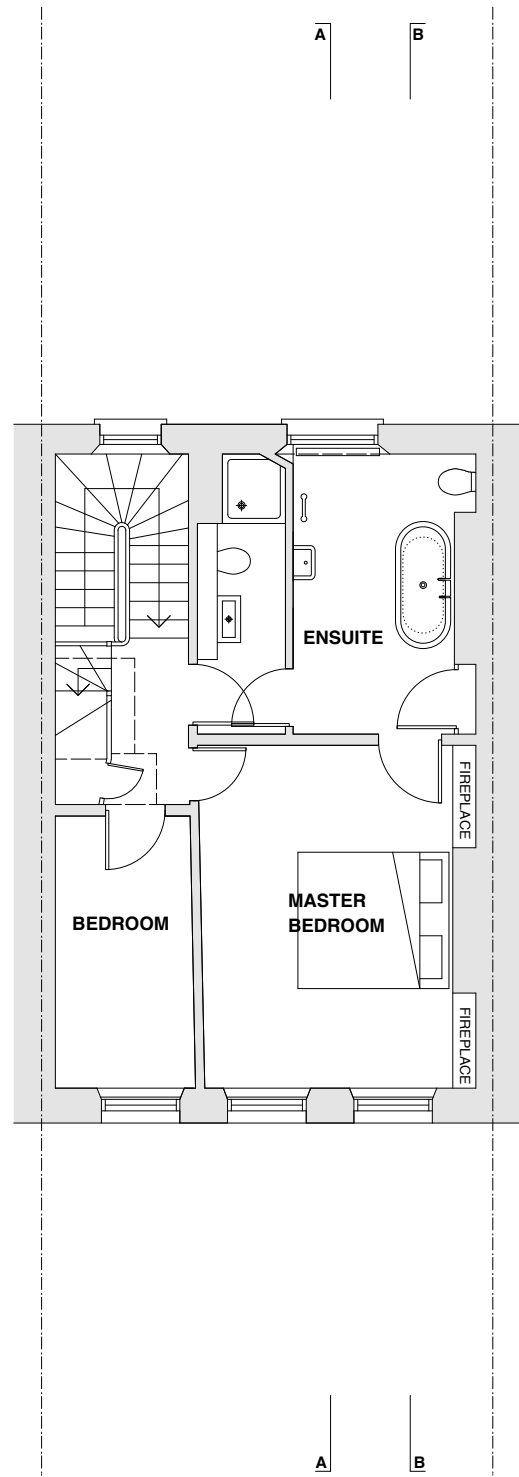 A B
ENSUITE
FIREPLACE
MASTER
BEDROOM
BEDROOM
FIREPLACE
A B